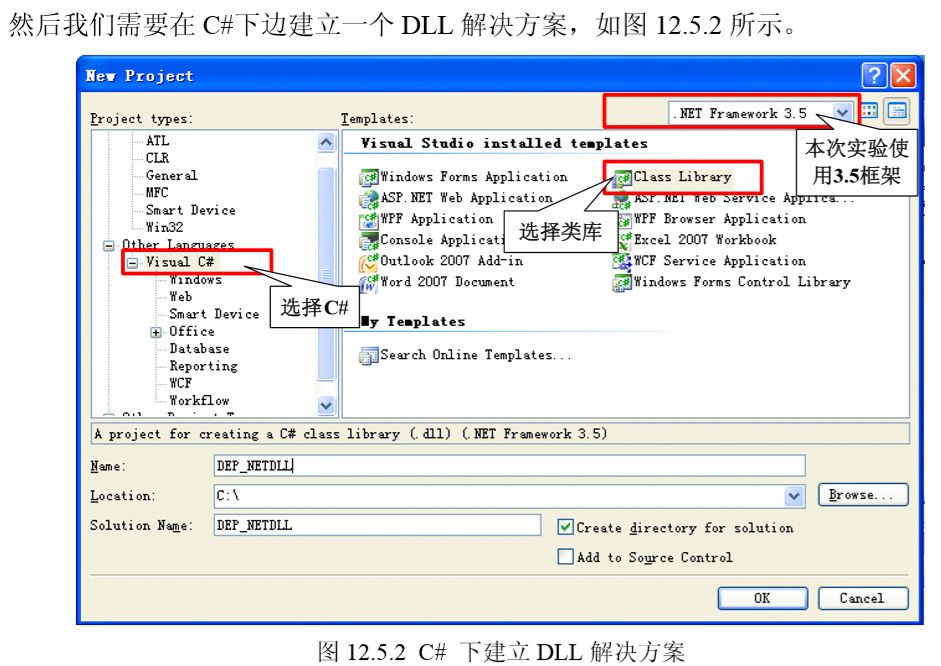 然后我们需要在 C#下边建立一个 DLL 解决方案，如图 12.5.2 所示。
New Project
Project types:
Templates:
.NET Framework 3.5
本次实验使
用3.5框架
ATL
CLR
General
MFC
Smart Device
Win32
Other Languages
Visual C#
选择C#
Windows
Web
Smart Device
Office
Database
Reporting
WCF
Workflow
Visual Studio installed templates
Windows Forms Application
Class Library
ASP.NET Web Application
ASP.NET Web Service Applica...
WPF Application
选择类库
WPF Browser Application
Console Applicati
Excel 2007 Workbook
Outlook 2007 Add-in
WCF Service Application
Word 2007 Document
Windows Forms Control Library
My Templates
Search Online Templates...
A project for creating a C# class library (.dll) (.NET Framework 3.5)
Name:
DEP_NETDLL
Location:
C:\
Browse...
Solution Name:
DEP_NETDLL
Create directory for solution
Add to Source Control
OK
Cancel
图 12.5.2 C# 下建立 DLL 解决方案